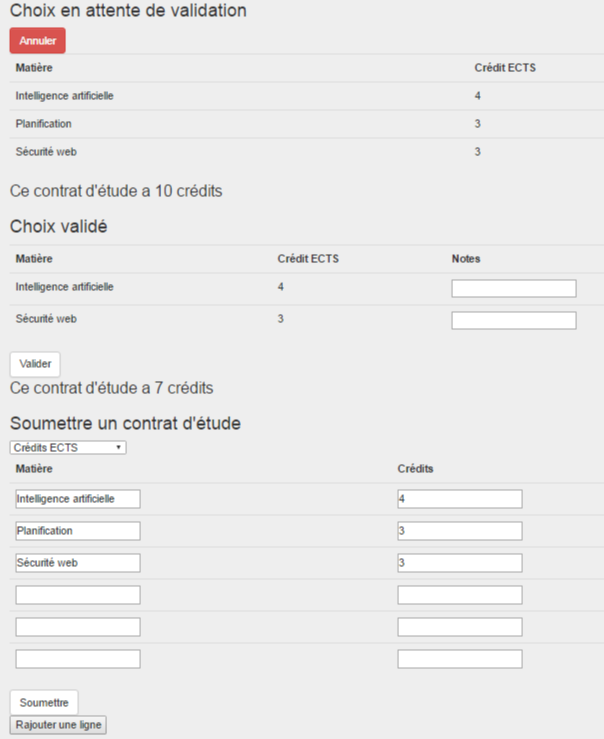 Choix en attente de validation
Annuler
Matière Crédit ECTS
Intelligence artificielle 4
Planification 3
Sécurité web 3
Ce contrat d'étude a 10 crédits
Choix validé
Matière Crédit ECTS Notes
Intelligence artificielle 4
Sécurité web 3
Valider
Ce contrat d'étude a 7 crédits
Soumettre un contrat d'étude
Crédits ECTS
Matière Crédits
Intelligence artificielle 4
Planification 3
Sécurité web 3
Soumettre
Rajouter une ligne